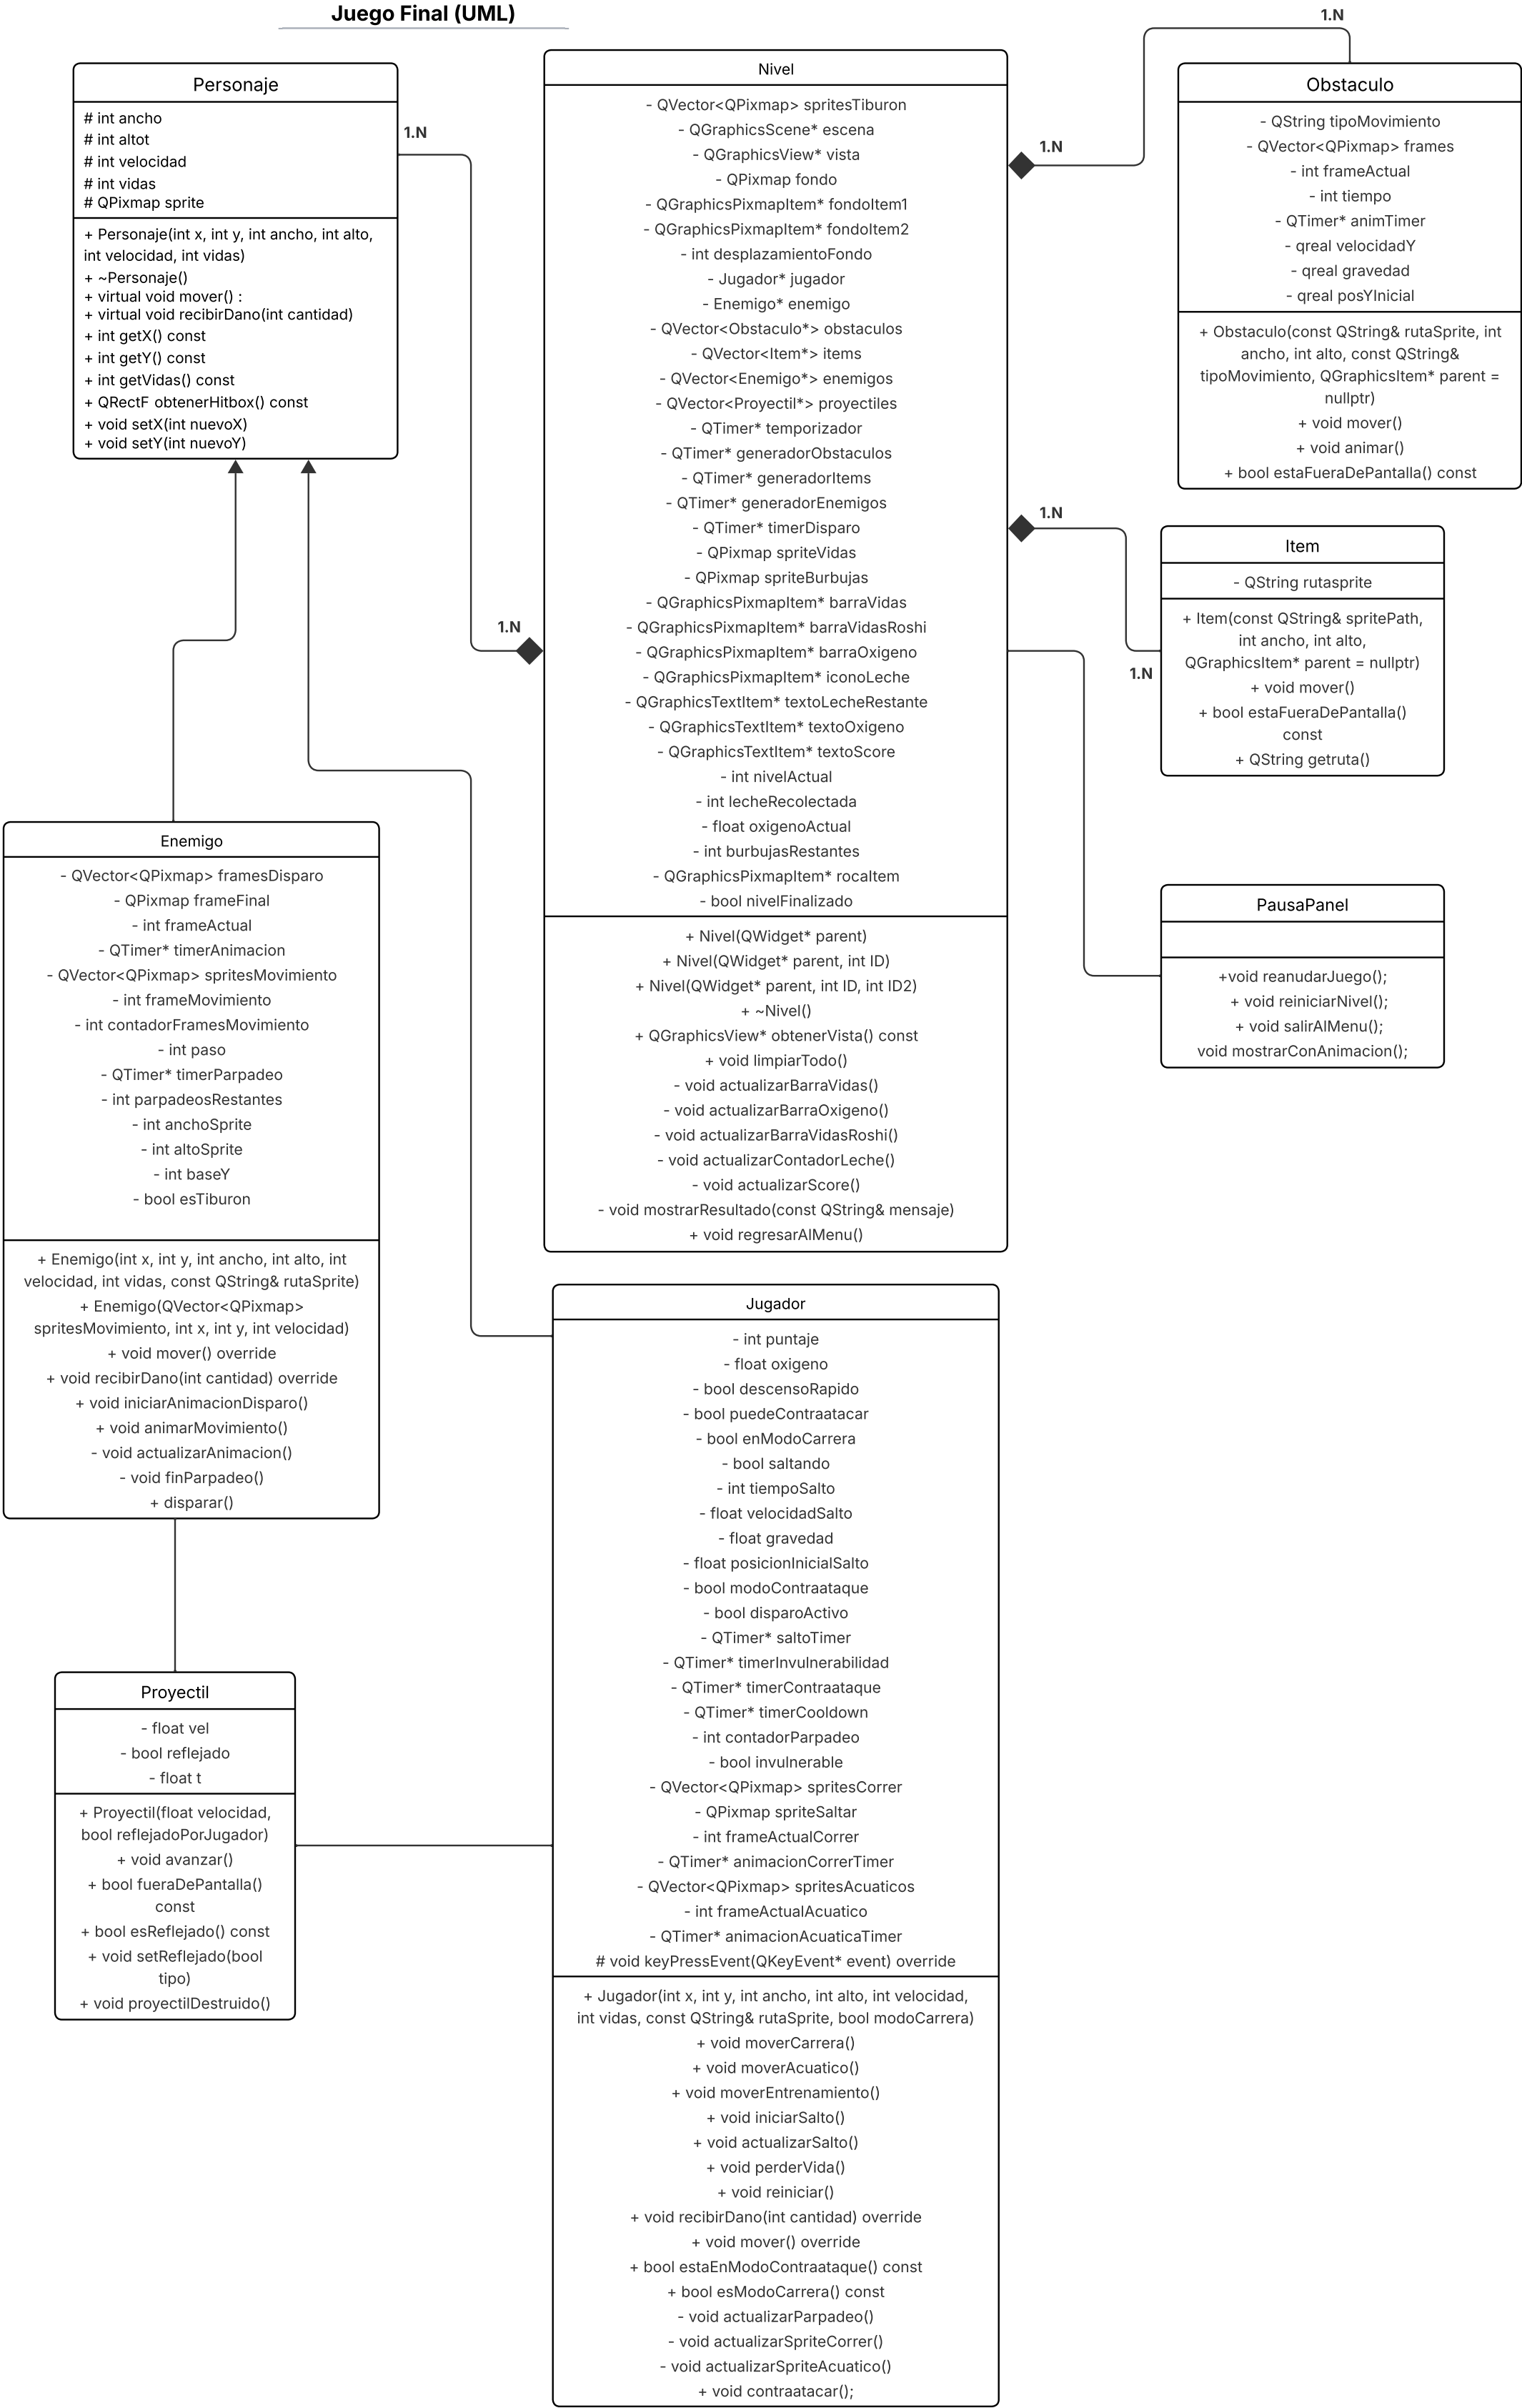 Juego Final (UML)
Personaje
# int ancho
# int altot
# int velocidad
# int vidas
# QPixmap sprite
+ Personaje(int x, int y, int ancho, int alto,
int velocidad, int vidas)
+ ~Personaje()
+ virtual void mover() :
+ virtual void recibirDano(int cantidad)
+ int getX() const
+ int getY() const
+ int getVidas() const
+ QRectF obtenerHitbox() const
+ void setX(int nuevoX)
+ void setY(int nuevoY)
1.N
1.N
Nivel
- QVector<QPixmap> spritesTiburon
- QGraphicsScene* escena
- QGraphicsView* vista
- QPixmap fondo
- QGraphicsPixmapItem* fondoItem1
- QGraphicsPixmapItem* fondoItem2
- int desplazamientoFondo
- Jugador* jugador
- Enemigo* enemigo
- QVector<Obstaculo*> obstaculos
- QVector<Item*> items
- QVector<Enemigo*> enemigos
- QVector<Proyectil*> proyectiles
- QTimer* temporizador
- QTimer* generadorObstaculos
- QTimer* generadorItems
- QTimer* generadorEnemigos
- QTimer* timerDisparo
- QPixmap spriteVidas
- QPixmap spriteBurbujas
- QGraphicsPixmapItem* barraVidas
- QGraphicsPixmapItem* barraVidasRoshi
- QGraphicsPixmapItem* barraOxigeno
- QGraphicsPixmapItem* iconoLeche
- QGraphicsTextItem* textoLecheRestante
- QGraphicsTextItem* textoOxigeno
- QGraphicsTextItem* textoScore
- int nivelActual
- int lecheRecolectada
- float oxigenoActual
- int burbujasRestantes
- QGraphicsPixmapItem* rocaItem
- bool nivelFinalizado
+ Nivel(QWidget* parent)
+ Nivel(QWidget* parent, int ID)
+ Nivel(QWidget* parent, int ID, int ID2)
+ ~Nivel()
+ QGraphicsView* obtenerVista() const
+ void limpiarTodo()
- void actualizarBarraVidas()
- void actualizarBarraOxigeno()
- void actualizarBarraVidasRoshi()
- void actualizarContadorLeche()
- void actualizarScore()
- void mostrarResultado(const QString& mensaje)
+ void regresarAlMenu()
1.N
1.N
Obstaculo
- QString tipoMovimiento
- QVector<QPixmap> frames
- int frameActual
- int tiempo
- QTimer* animTimer
- qreal velocidadY
- qreal gravedad
- qreal posYInicial
+ Obstaculo(const QString& rutaSprite, int
ancho, int alto, const QString&
tipoMovimiento, QGraphicsItem* parent =
nullptr)
+ void mover()
+ void animar()
+ bool estaFueraDePantalla() const
1.N
1.N
Item
- QString rutasprite
+ Item(const QString& spritePath,
int ancho, int alto,
QGraphicsItem* parent = nullptr)
+ void mover()
+ bool estaFueraDePantalla()
const
+ QString getruta()
PausaPanel
+void reanudarJuego();
+ void reiniciarNivel();
+ void salirAlMenu();
void mostrarConAnimacion();
Enemigo
- QVector<QPixmap> framesDisparo
- QPixmap frameFinal
- int frameActual
- QTimer* timerAnimacion
- QVector<QPixmap> spritesMovimiento
- int frameMovimiento
- int contadorFramesMovimiento
- int paso
- QTimer* timerParpadeo
- int parpadeosRestantes
- int anchoSprite
- int altoSprite
- int baseY
- bool esTiburon
+ Enemigo(int x, int y, int ancho, int alto, int
velocidad, int vidas, const QString& rutaSprite)
+ Enemigo(QVector<QPixmap>
spritesMovimiento, int x, int y, int velocidad)
+ void mover() override
+ void recibirDano(int cantidad) override
+ void iniciarAnimacionDisparo()
+ void animarMovimiento()
- void actualizarAnimacion()
- void finParpadeo()
+ disparar()
Proyectil
- float vel
- bool reflejado
- float t
+ Proyectil(float velocidad,
bool reflejadoPorJugador)
+ void avanzar()
+ bool fueraDePantalla()
const
+ bool esReflejado() const
+ void setReflejado(bool
tipo)
+ void proyectilDestruido()
Jugador
- int puntaje
- float oxigeno
- bool descensoRapido
- bool puedeContraatacar
- bool enModoCarrera
- bool saltando
- int tiempoSalto
- float velocidadSalto
- float gravedad
- float posicionInicialSalto
- bool modoContraataque
- bool disparoActivo
- QTimer* saltoTimer
- QTimer* timerInvulnerabilidad
- QTimer* timerContraataque
- QTimer* timerCooldown
- int contadorParpadeo
- bool invulnerable
- QVector<QPixmap> spritesCorrer
- QPixmap spriteSaltar
- int frameActualCorrer
- QTimer* animacionCorrerTimer
- QVector<QPixmap> spritesAcuaticos
- int frameActualAcuatico
- QTimer* animacionAcuaticaTimer
# void keyPressEvent(QKeyEvent* event) override
+ Jugador(int x, int y, int ancho, int alto, int velocidad,
int vidas, const QString& rutaSprite, bool modoCarrera)
+ void moverCarrera()
+ void moverAcuatico()
+ void moverEntrenamiento()
+ void iniciarSalto()
+ void actualizarSalto()
+ void perderVida()
+ void reiniciar()
+ void recibirDano(int cantidad) override
+ void mover() override
+ bool estaEnModoContraataque() const
+ bool esModoCarrera() const
- void actualizarParpadeo()
- void actualizarSpriteCorrer()
- void actualizarSpriteAcuatico()
+ void contraatacar();